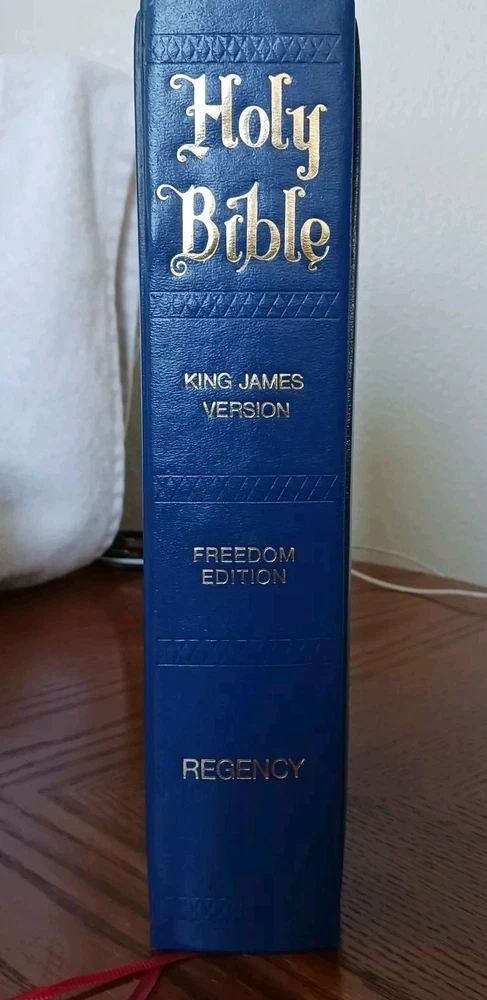 Holy
Bible
KING JAMES
VERSION
FREEDOM
EDITION
REGENCY